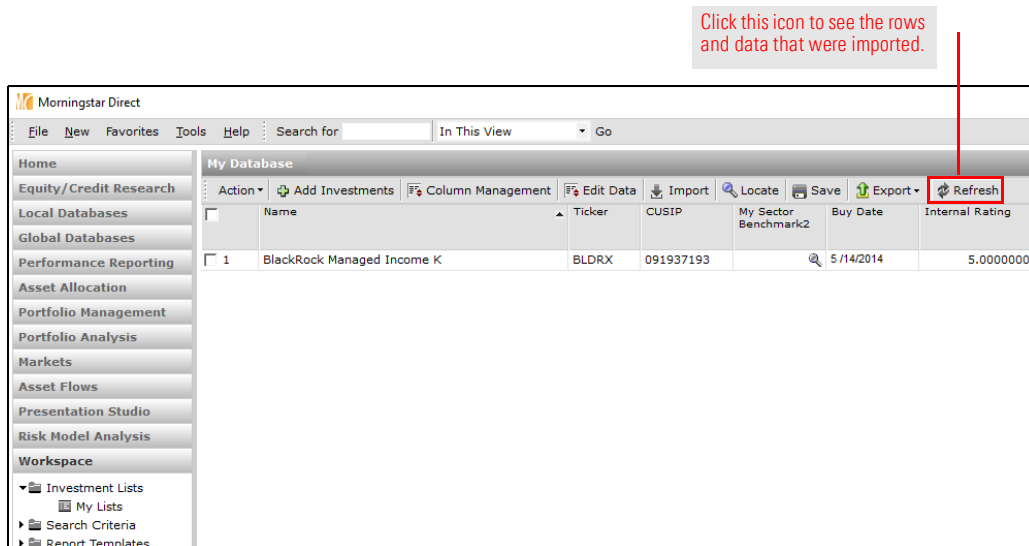 Click this icon to see the rows
and data that were imported.
Morningstar Direct
File New Favorites Tools Help Search for In This View Go
Home
My Database
Equity/Credit Research
Action Add Investments Column Management Edit Data Import Locate Save Export Refresh
Local Databases
Name Ticker CUSIP My Sector Benchmark2 Buy Date Internal Rating
Global Databases
Performance Reporting
1 BlackRock Managed Income K BLDRX 091937193 5 /14/2014 5.0000000
Asset Allocation
Portfolio Management
Portfolio Analysis
Markets
Asset Flows
Presentation Studio
Risk Model Analysis
Workspace
Investment Lists
My Lists
Search Criteria
Report Templates